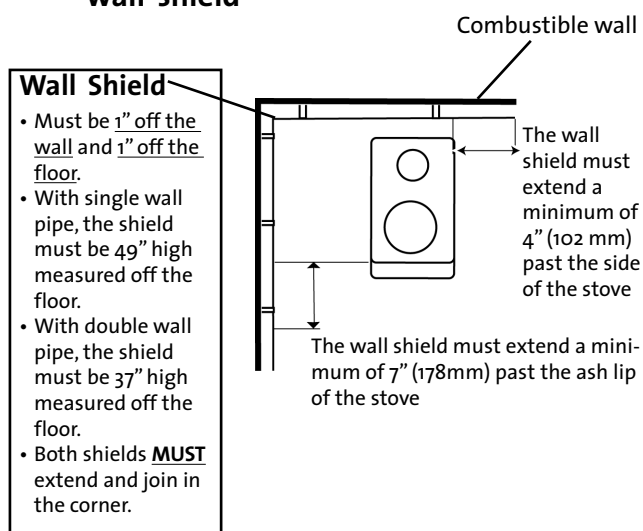 Combustible wall
Wall Shield
• Must be 1” off the
wall and 1” off the
floor.
• With single wall
pipe, the shield
must be 49” high
measured off the
floor.
• With double wall
pipe, the shield
must be 37” high
measured off the
floor.
• Both shields MUST
extend and join in
the corner.
The wall
shield must
extend a
minimum of
4” (102 mm)
past the side
of the stove
The wall shield must extend a mini-
mum of 7” (178mm) past the ash lip
of the stove